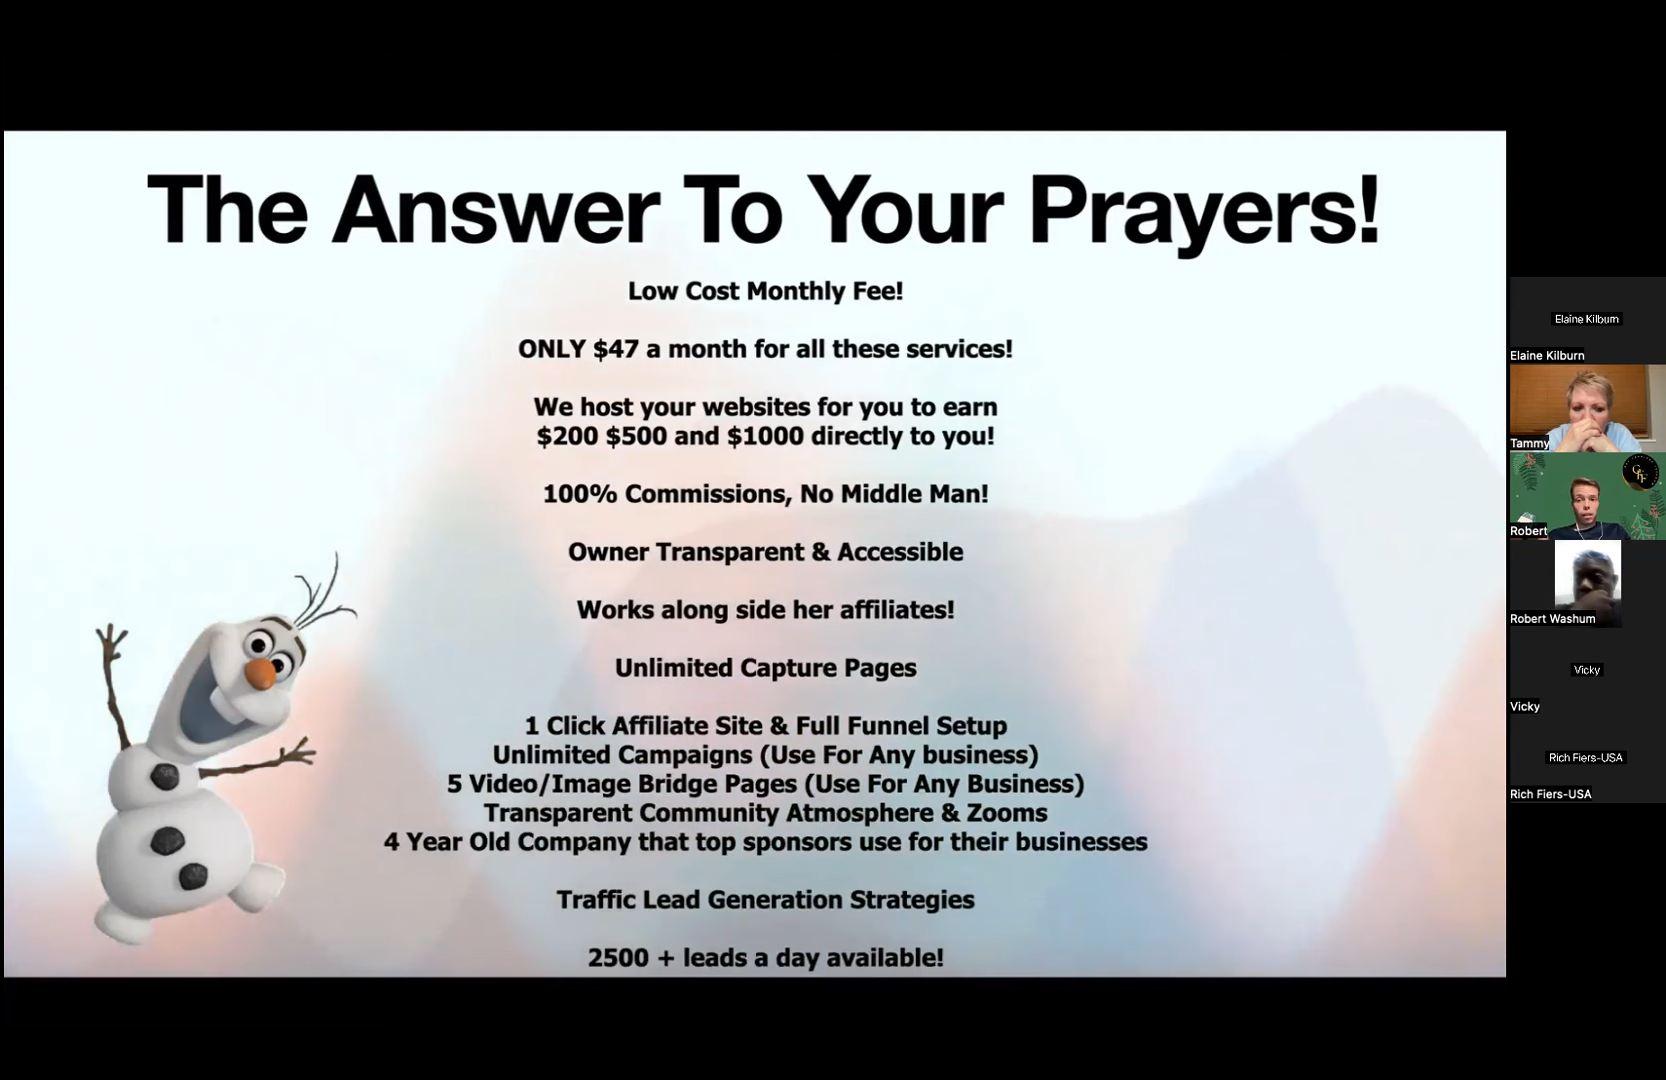 The Answer To Your Prayers!
Low Cost Monthly Fee!
ONLY $47 a month for all these services!
We host your websites for you to earn
$200 $500 and $1000 directly to you!
100% Commissions, No Middle Man!
Owner Transparent & Accessible
Works along side her affiliates!
Unlimited Capture Pages
1 Click Affiliate Site & Full Funnel Setup
Unlimited Campaigns (Use For Any business)
5 Video/Image Bridge Pages (Use For Any Business)
Transparent Community Atmosphere & Zooms
4 Year Old Company that top sponsors use for their businesses
Traffic Lead Generation Strategies
2500 + leads a day available!
Elaine Kilburn
Elaine Kilburn
Tammy
Robert
Robert Washum
Vicky
Vicky
Rich Fiers-USA
Rich Fiers-USA